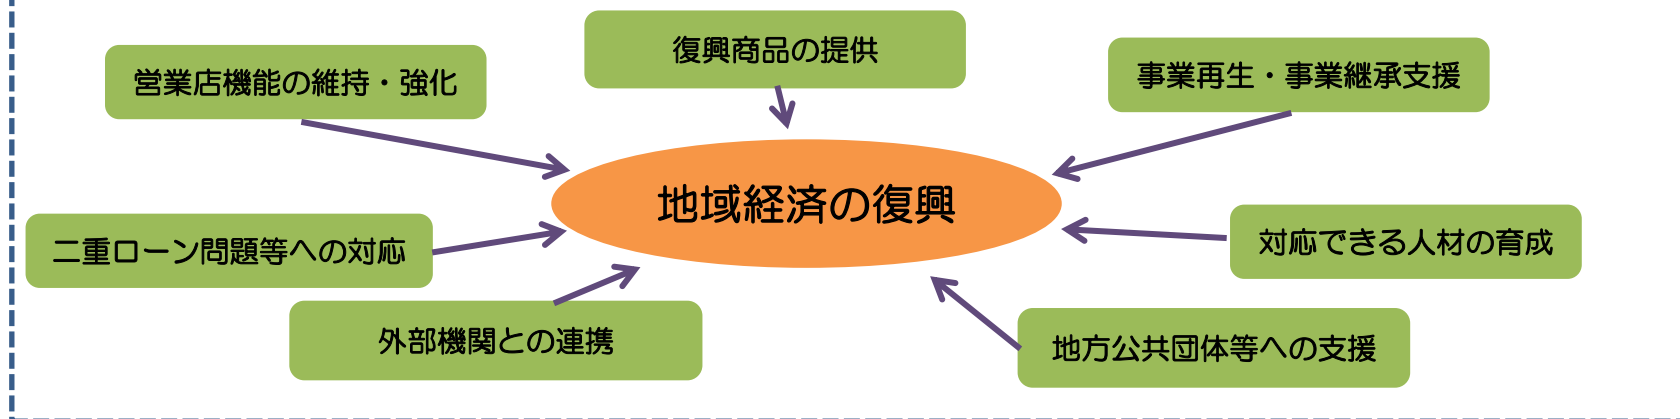 復興商品の提供
営業店機能の維持・強化
事業再生・事業継承支援
地域経済の復興
二重ローン問題等への対応
対応できる人材の育成
外部機関との連携
地方公共団体等への支援